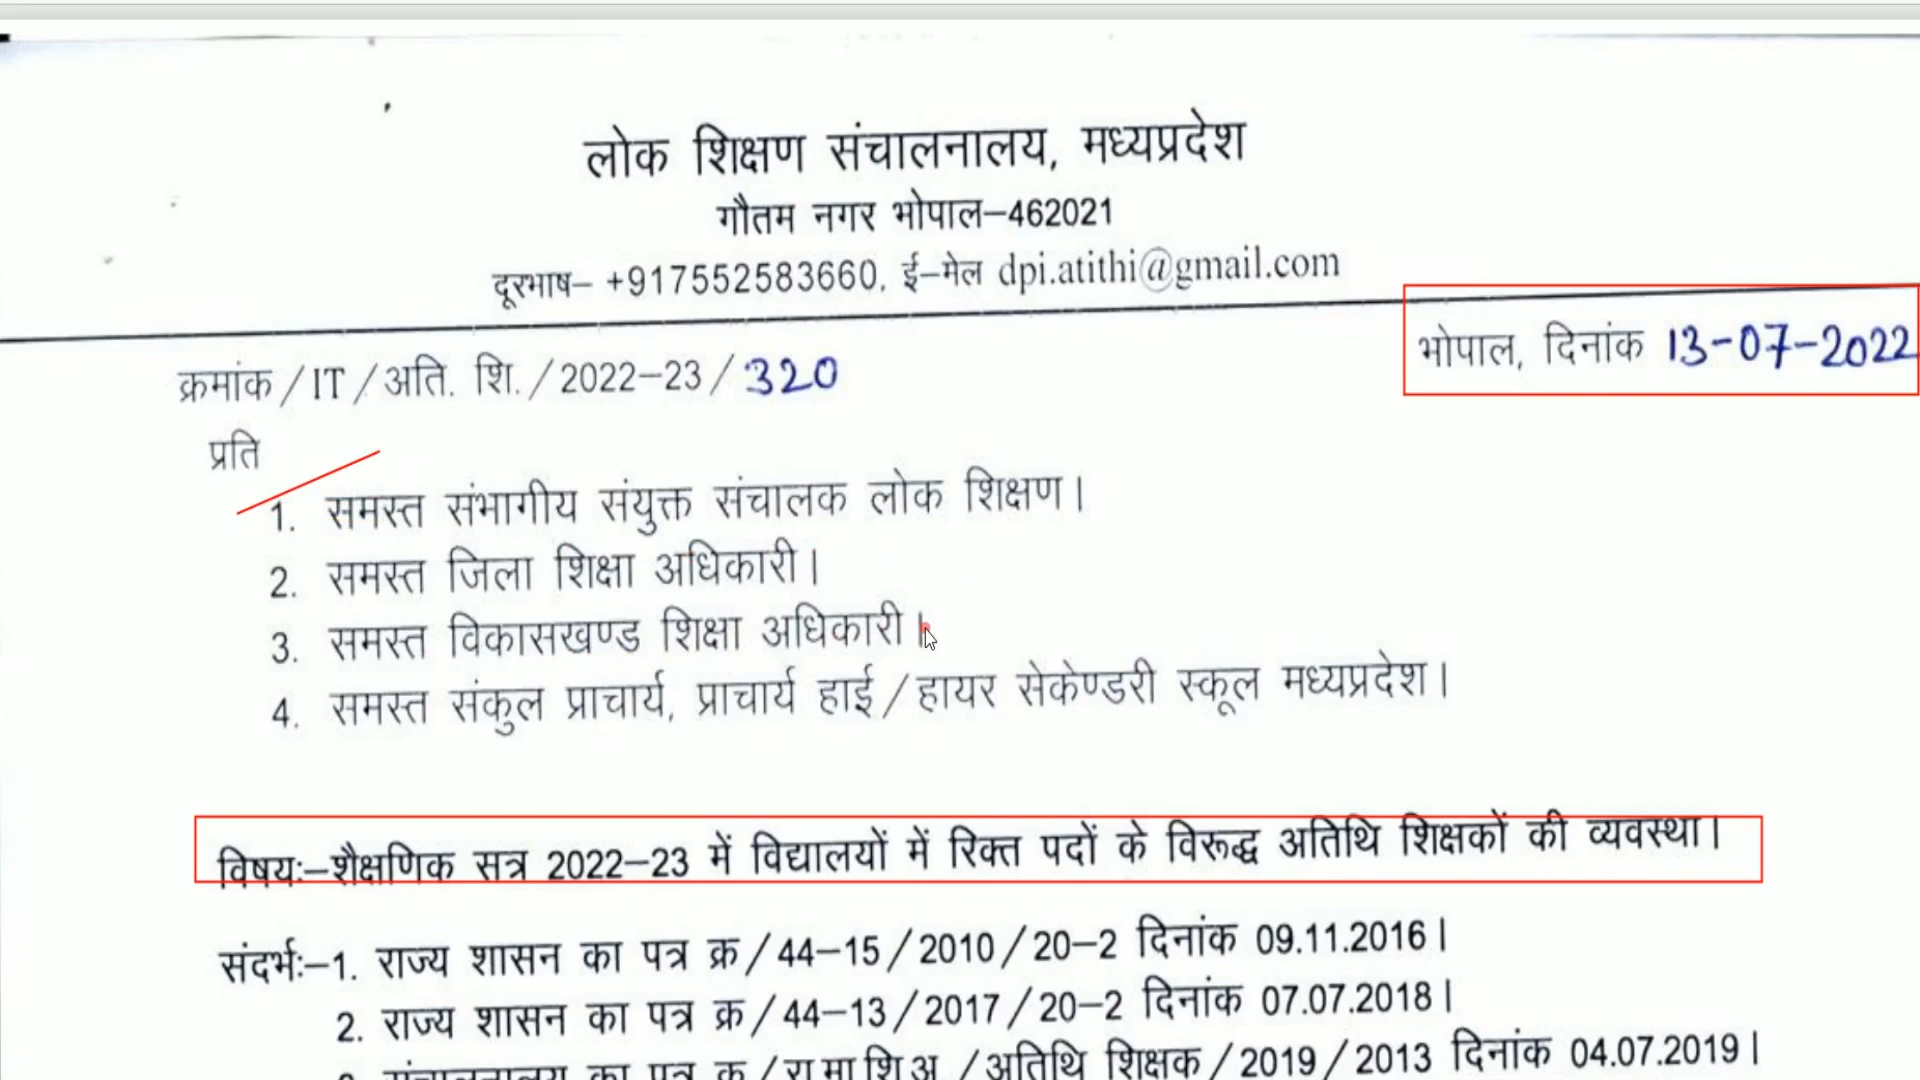 लोक शिक्षण संचालनालय, मध्यप्रदेश
गौतम नगर भोपाल–462021
दूरभाष– +917552583660, ई–मेल dpi.atithi@gmail.com
भोपाल, दिनांक 13-07-2022
क्रमांक/IT/अति. शि./2022–23/320
प्रति
1. समस्त संभागीय संयुक्त संचालक लोक शिक्षण।
2. समस्त जिला शिक्षा अधिकारी।
3. समस्त विकासखण्ड शिक्षा अधिकारी।
4. समस्त संकुल प्राचार्य, प्राचार्य हाई/हायर सेकेण्डरी स्कूल मध्यप्रदेश।
विषयः–शैक्षणिक सत्र 2022–23 में विद्यालयों में रिक्त पदों के विरूद्ध अतिथि शिक्षकों की व्यवस्था।
संदर्भः–1. राज्य शासन का पत्र क्र/44–15/2010/20–2 दिनांक 09.11.2016।
2. राज्य शासन का पत्र क्र/44–13/2017/20–2 दिनांक 07.07.2018।
3. संचालनालय का पत्र क्र/रा मा शि अ./अतिथि शिक्षक/2019/2013 दिनांक 04.07.2019।